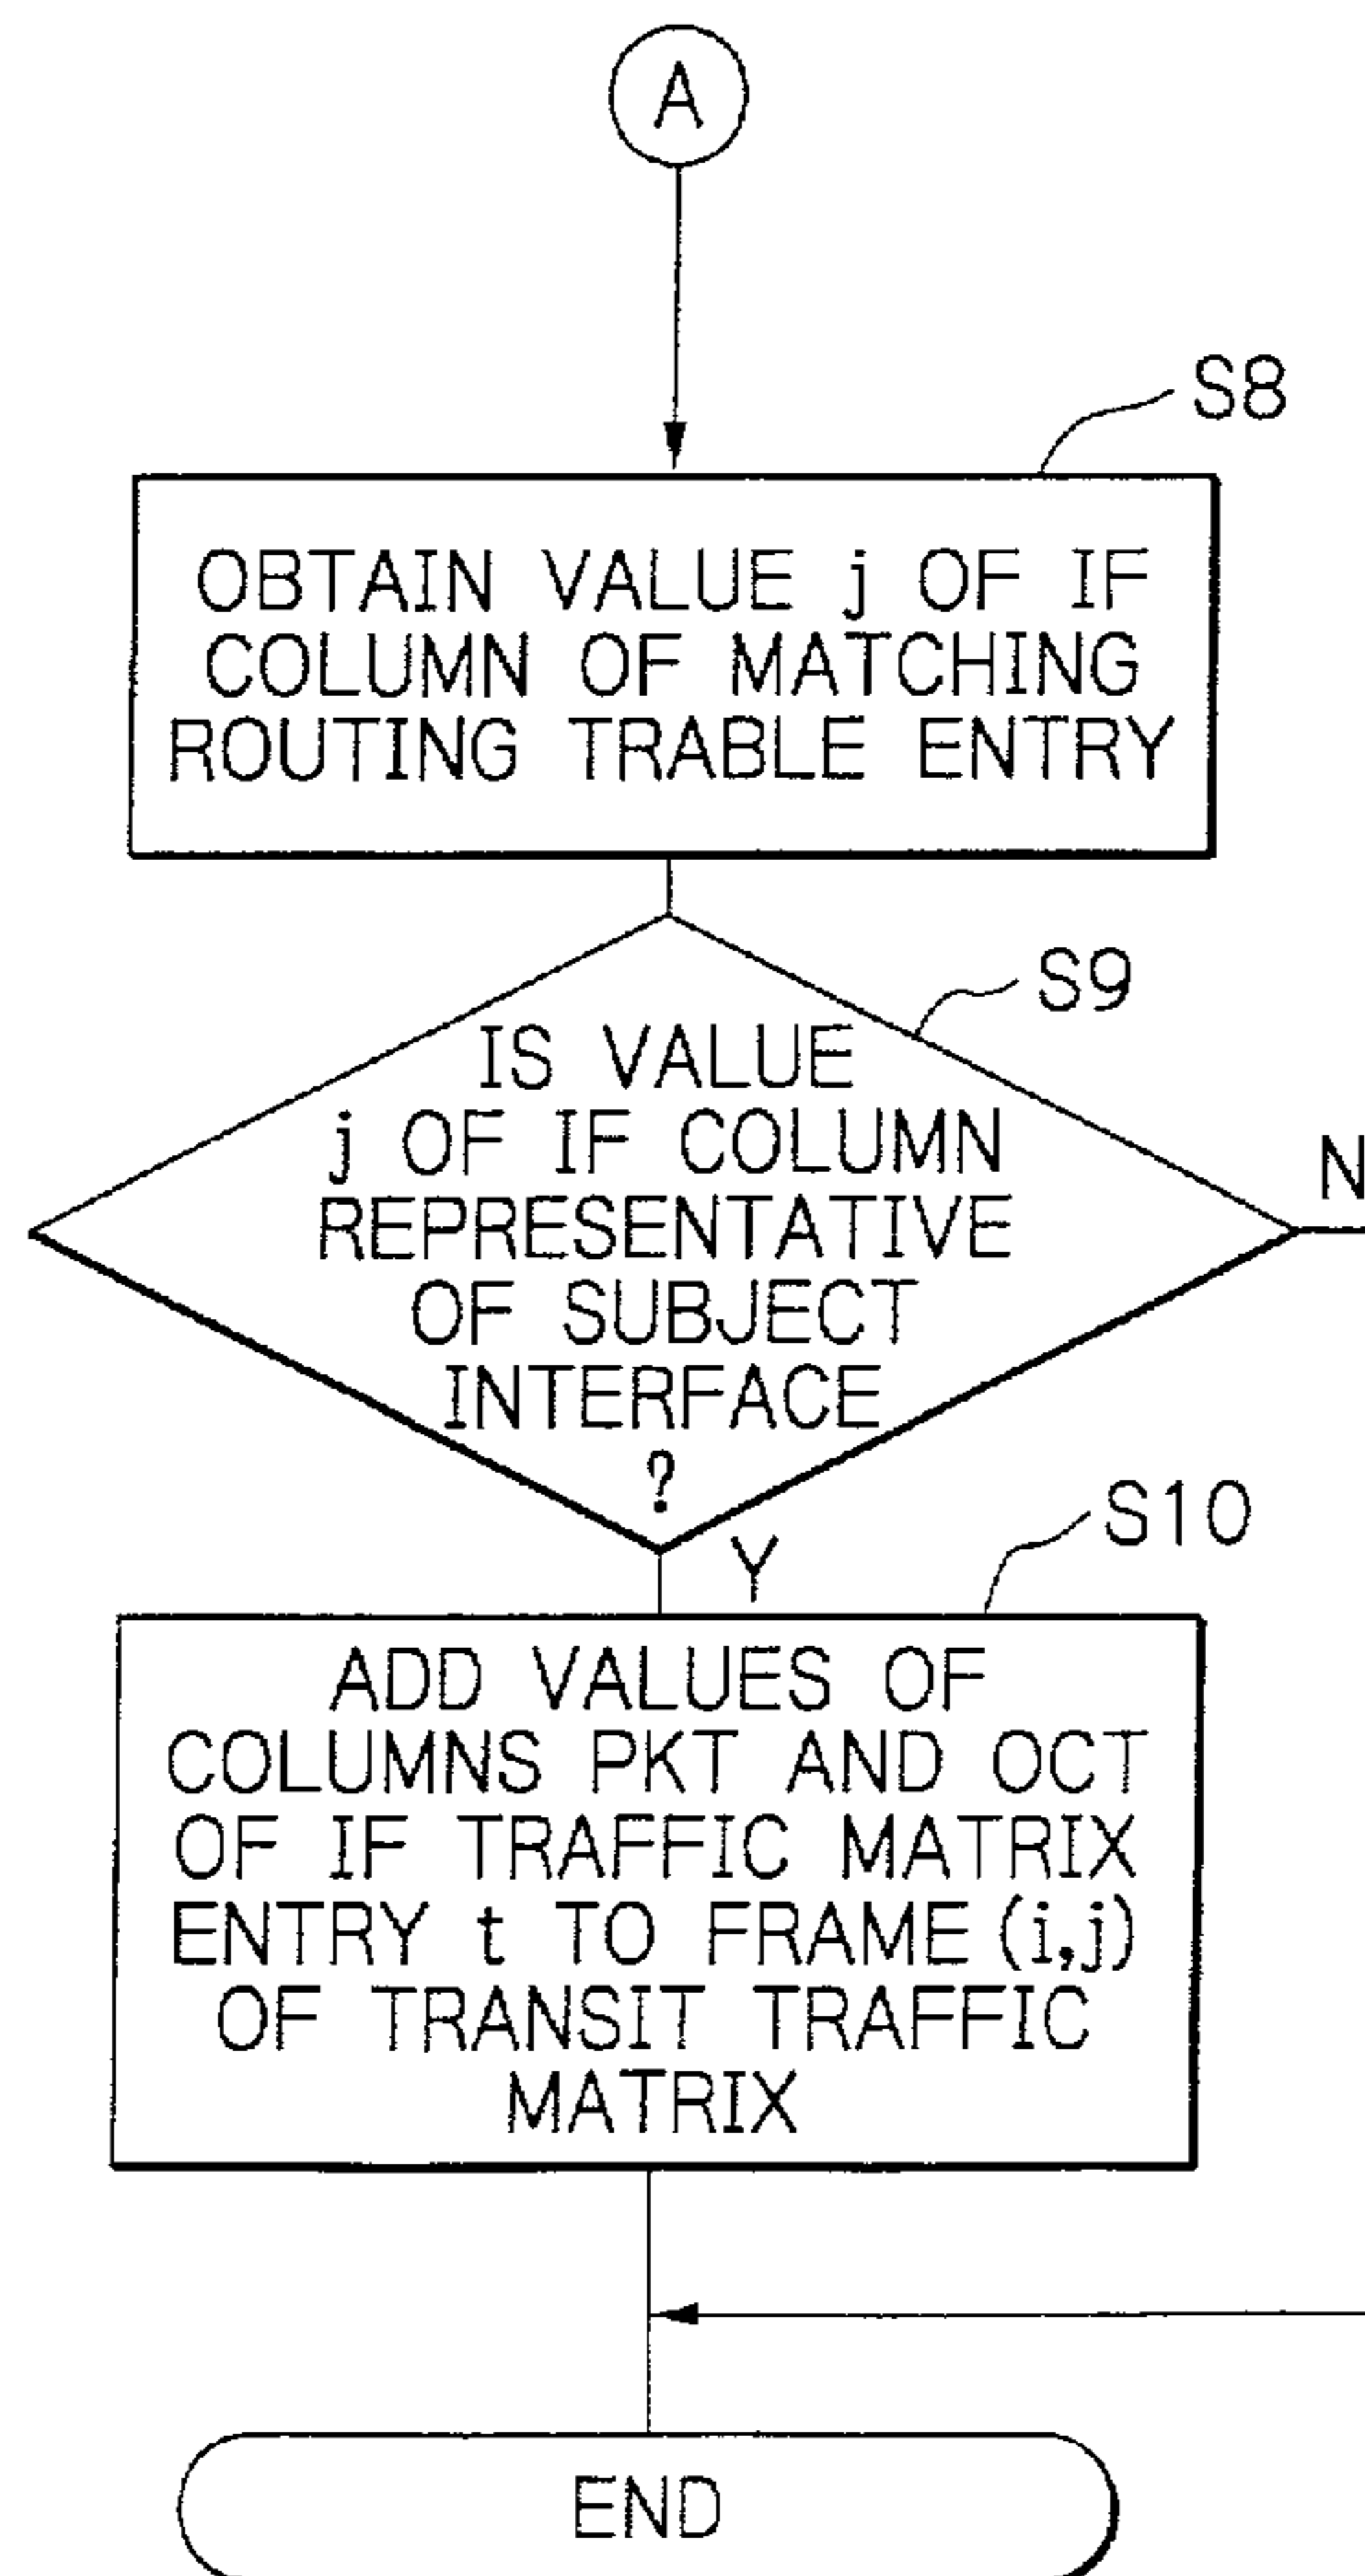 A
S8
OBTAIN VALUE j OF IF
COLUMN OF MATCHING
ROUTING TRABLE ENTRY
S9
IS VALUE
j OF IF COLUMN
REPRESENTATIVE
OF SUBJECT
INTERFACE
?
N
Y
S10
ADD VALUES OF
COLUMNS PKT AND OCT
OF IF TRAFFIC MATRIX
ENTRY t TO FRAME (i,j)
OF TRANSIT TRAFFIC
MATRIX
END